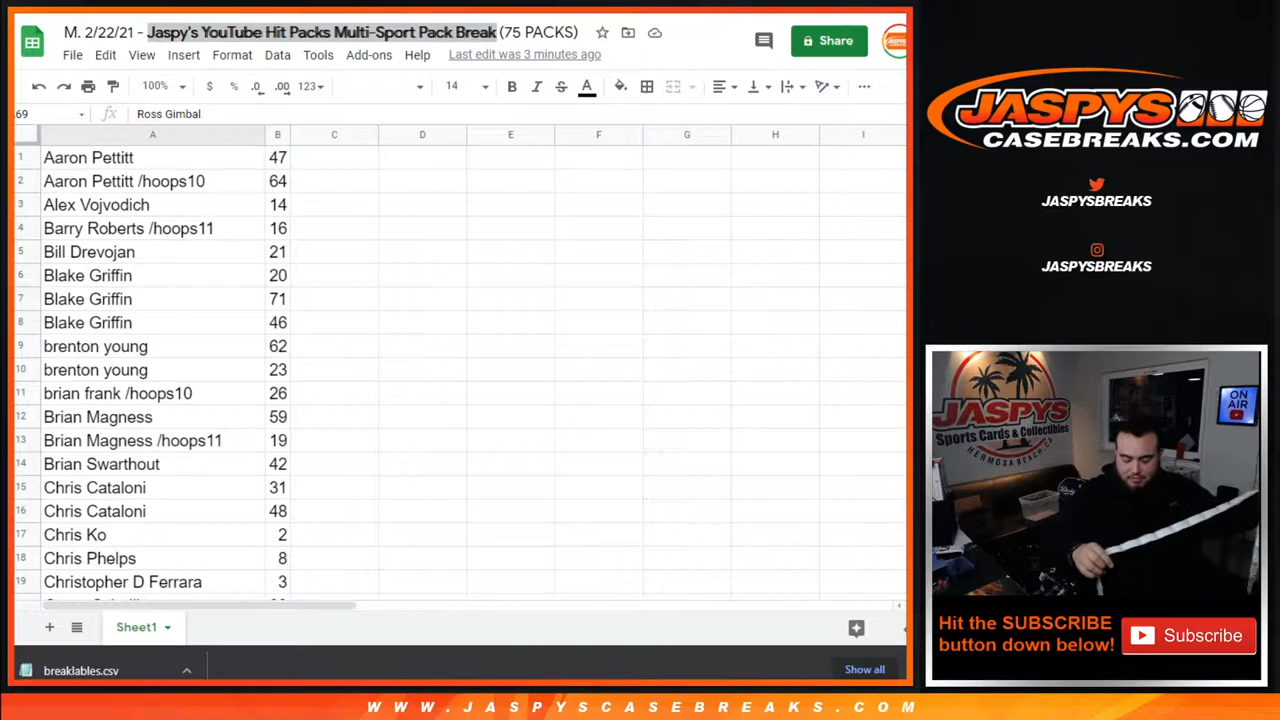 M. 2/22/21 - Jaspy's YouTube Hit Packs Multi-Sport Pack Break (75 PACKS)
File Edit View Insert Format Data Tools Add-ons Help Last edit was 3 minutes ago
Share
100% $ % .0 .00 123 14 B I S A
69 fx Ross Gimbal
A B C D E F G H I
1 Aaron Pettitt 47
2 Aaron Pettitt /hoops10 64
3 Alex Vojvodich 14
4 Barry Roberts /hoops11 16
5 Bill Drevojan 21
6 Blake Griffin 20
7 Blake Griffin 71
8 Blake Griffin 46
9 brenton young 62
10 brenton young 23
11 brian frank /hoops10 26
12 Brian Magness 59
13 Brian Magness /hoops11 19
14 Brian Swarthout 42
15 Chris Cataloni 31
16 Chris Cataloni 48
17 Chris Ko 2
18 Chris Phelps 8
19 Christopher D Ferrara 3
Sheet1
breaklables.csv
Show all
JASPYS
CASEBREAKS.COM
JASPYSBREAKS
JASPYSBREAKS
JASPYS
Sports Cards & Collectibles
HERMOSA BEACH, CA
ON
AIR
Hit the SUBSCRIBE
button down below!
Subscribe
WWW.JASPYSCASEBREAKS.COM